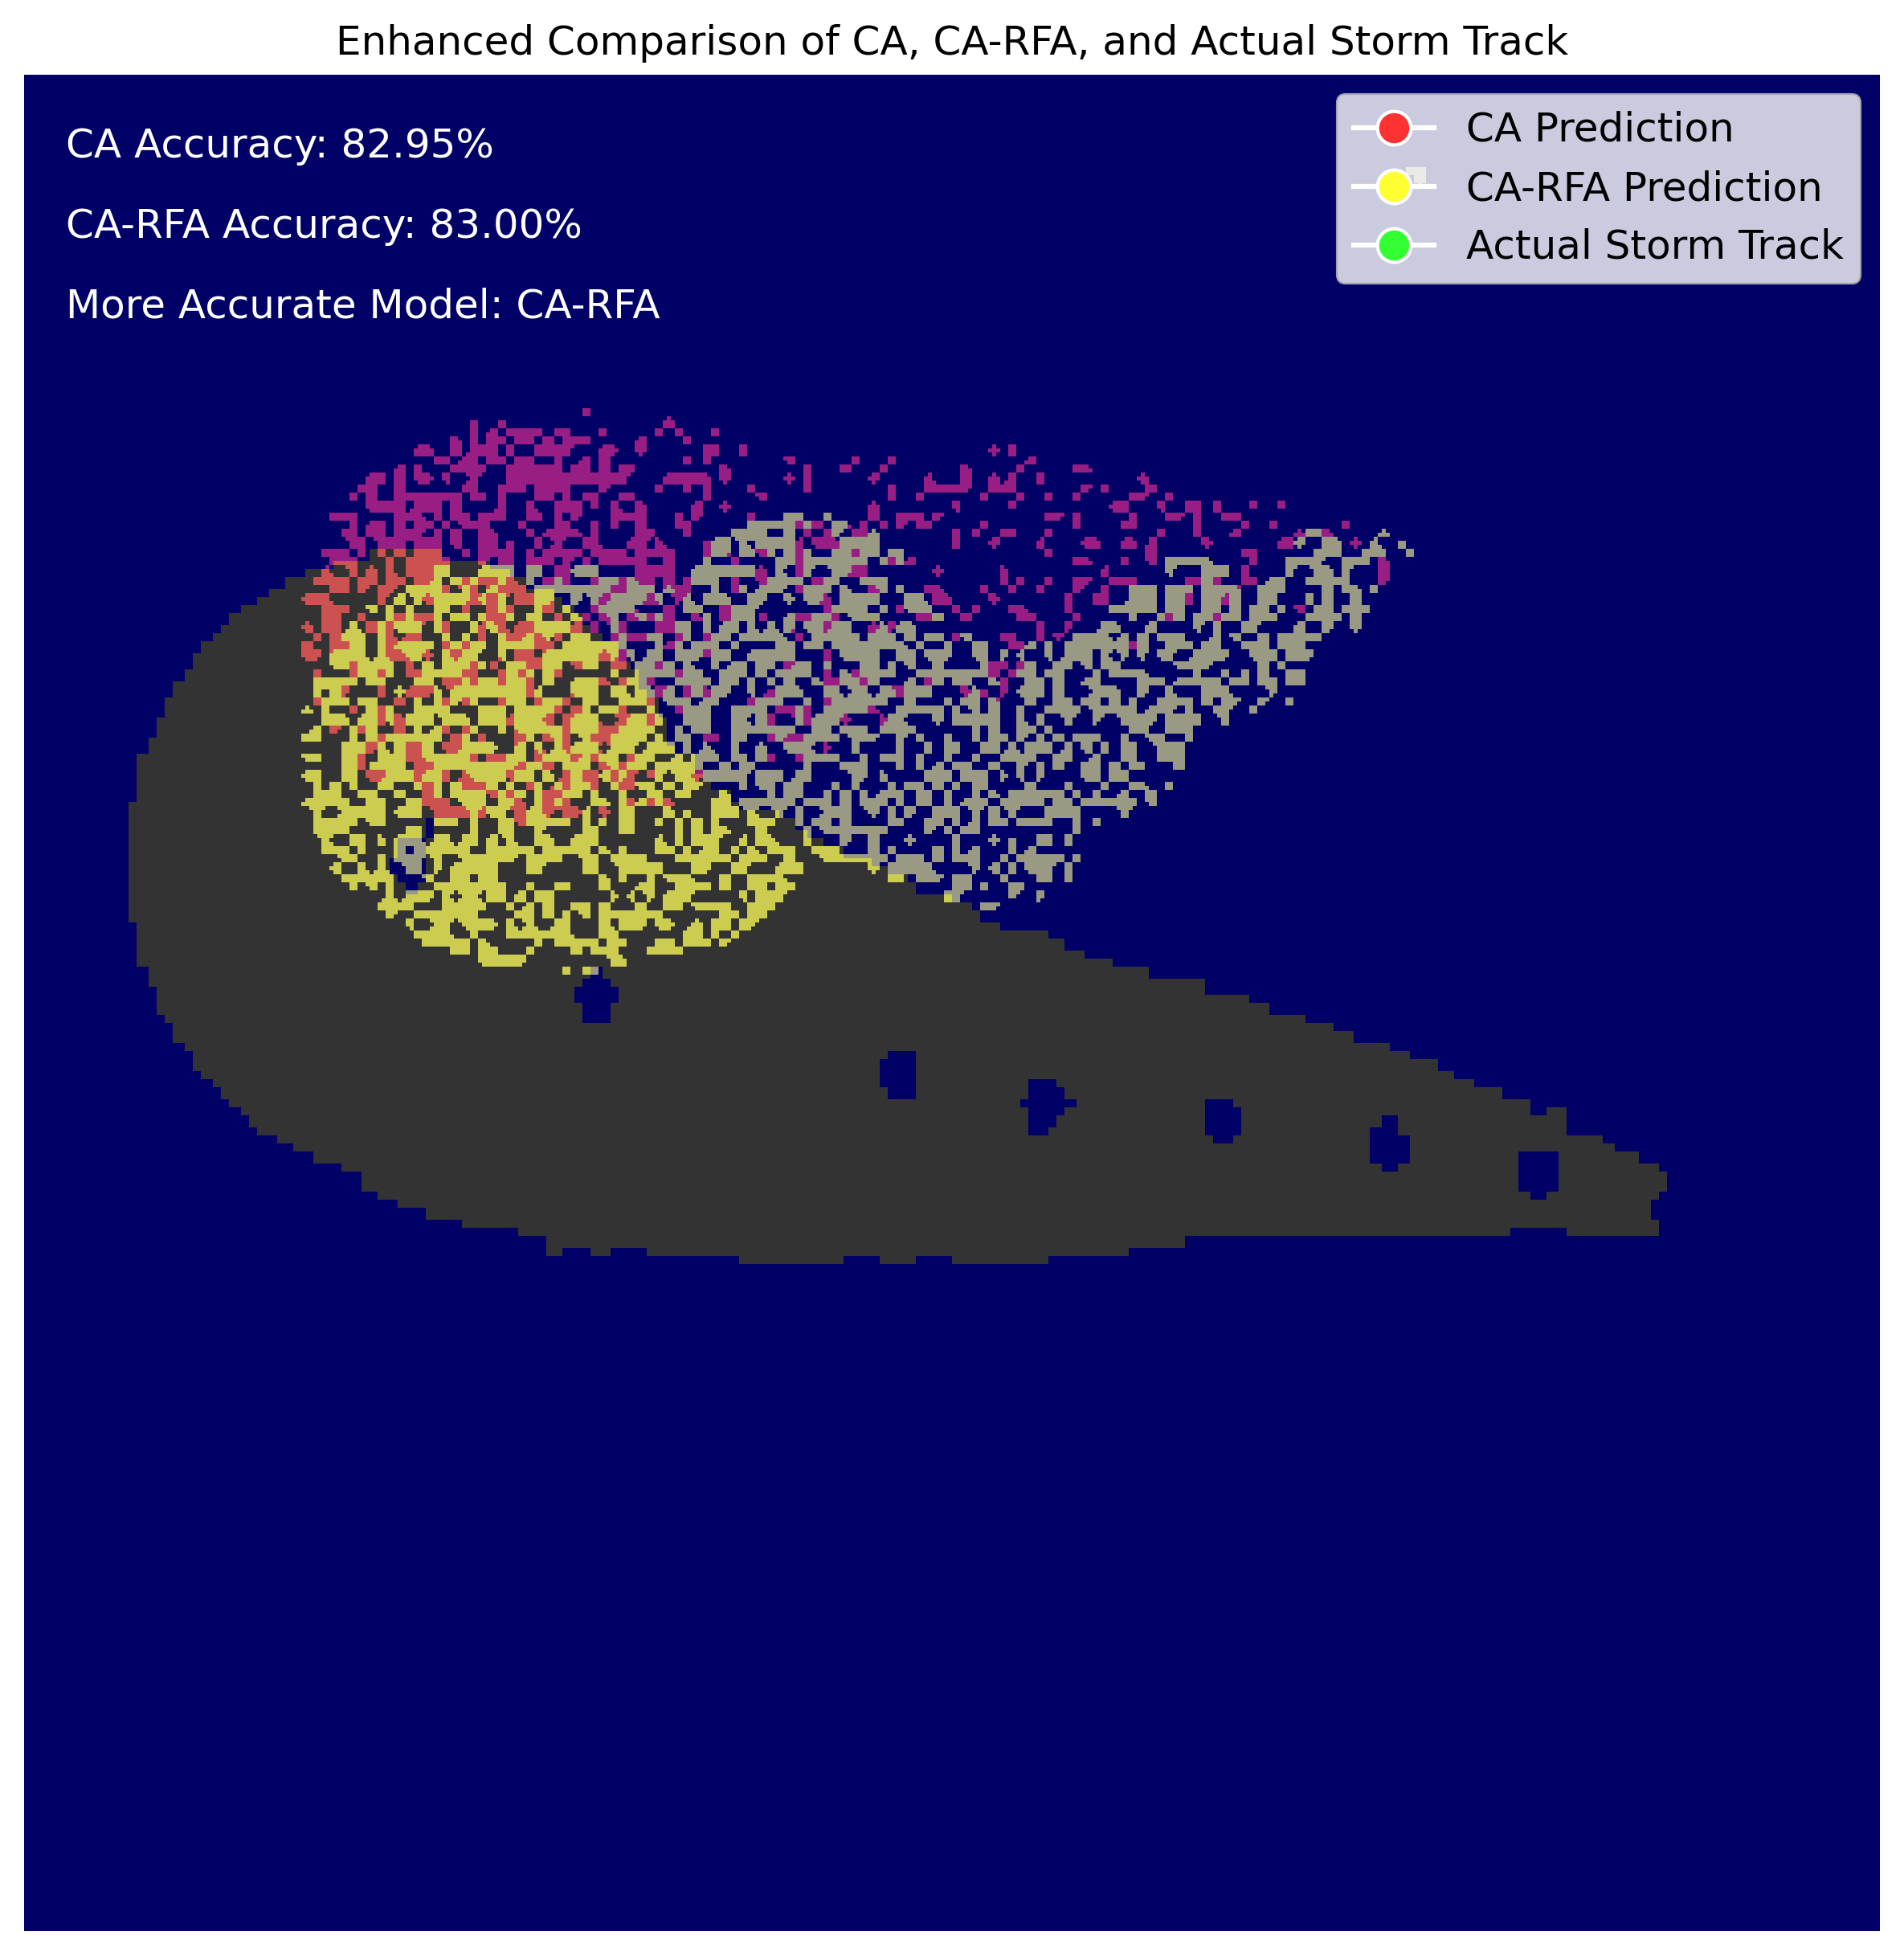 Enhanced Comparison of CA, CA-RFA, and Actual Storm Track
CA Accuracy: 82.95%
CA-RFA Accuracy: 83.00%
More Accurate Model: CA-RFA
CA Prediction
CA-RFA Prediction
Actual Storm Track